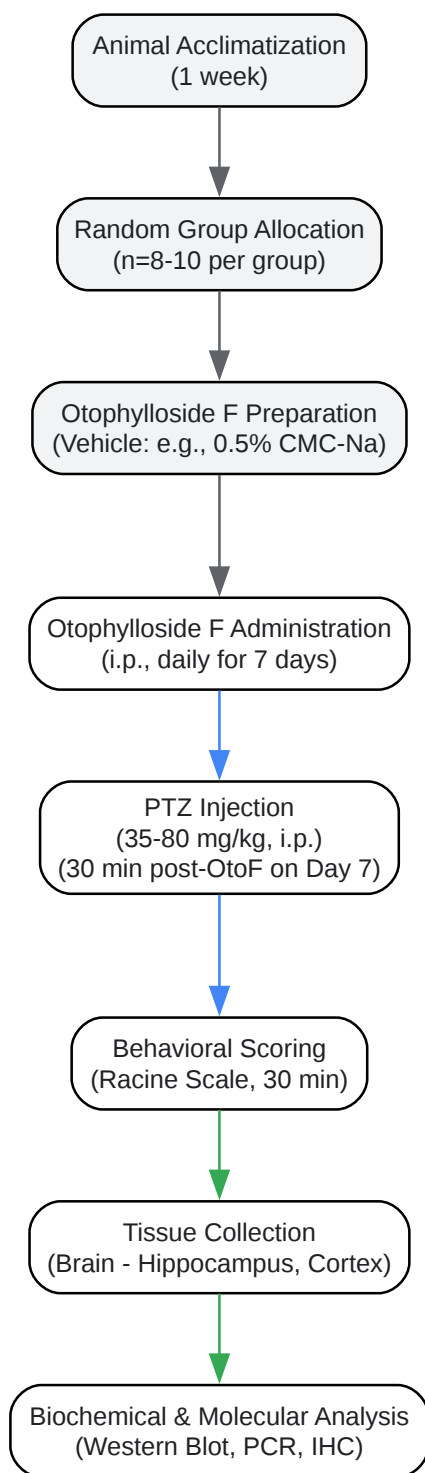 Animal Acclimatization
(1 week)
Random Group Allocation
(n=8-10 per group)
Otophylloside F Preparation
(Vehicle: e.g., 0.5% CMC-Na)
Otophylloside F Administration
(i.p., daily for 7 days)
PTZ Injection
(35-80 mg/kg, i.p.)
(30 min post-OtoF on Day 7)
Behavioral Scoring
(Racine Scale, 30 min)
Tissue Collection
(Brain - Hippocampus, Cortex)
Biochemical & Molecular Analysis
(Western Blot, PCR, IHC)